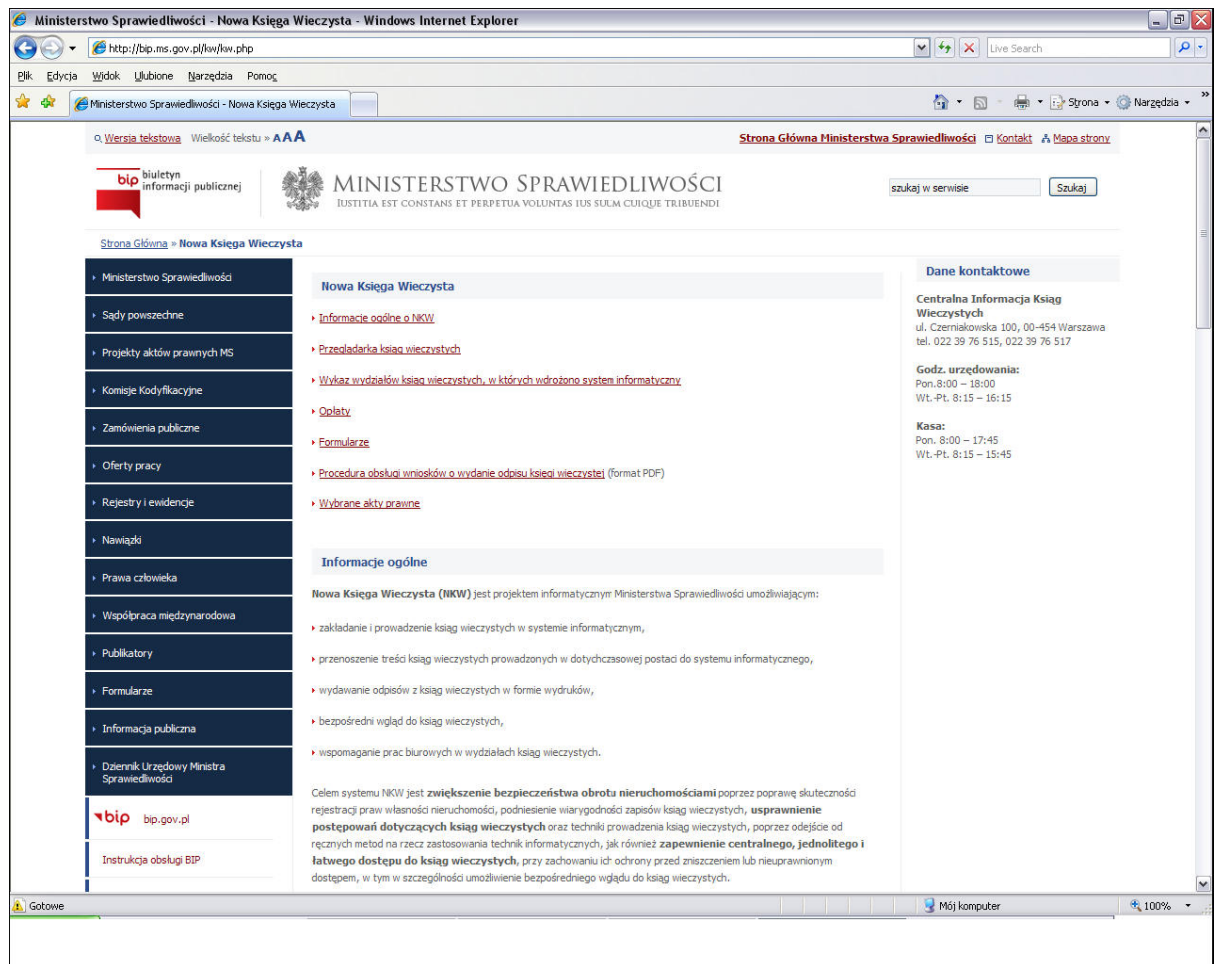 Ministerstwo Sprawiedliwości - Nowa Księga Wieczysta - Windows Internet Explorer
http://bip.ms.gov.pl/kw/kw.php
Live Search
Plik Edycja Widok Ulubione Narzędzia Pomoc
Ministerstwo Sprawiedliwości - Nowa Księga Wieczysta
Strona Narzędzia
Wersja tekstowa Wielkość tekstu » A A A
Strona Główna Ministerstwa Sprawiedliwości Kontakt Mapa strony
bip biuletyn
informacji publicznej
MINISTERSTWO SPRAWIEDLIWOŚCI
IUSTITIA EST CONSTANS ET PERPETUA VOLUNTAS IUS SUUM CUIQUE TRIBUENDI
szukaj w serwisie Szukaj
Strona Główna » Nowa Księga Wieczysta
Ministerstwo Sprawiedliwości
Sądy powszechne
Projekty aktów prawnych MS
Komisje Kodyfikacyjne
Zamówienia publiczne
Oferty pracy
Rejestry i ewidencje
Nawiązki
Prawa człowieka
Współpraca międzynarodowa
Publikatory
Formularze
Informacja publiczna
Dziennik Urzędowy Ministra
Sprawiedliwości
bip bip.gov.pl
Instrukcja obsługi BIP
Nowa Księga Wieczysta
Informacje ogólne o NKW
Przeglądarka ksiąg wieczystych
Wykaz wydziałów ksiąg wieczystych, w których wdrożono system informatyczny
Opłaty
Formularze
Procedura obsługi wniosków o wydanie odpisu księgi wieczystej (format PDF)
Wybrane akty prawne
Informacje ogólne
Nowa Księga Wieczysta (NKW) jest projektem informatycznym Ministerstwa Sprawiedliwości umożliwiającym:
zakładanie i prowadzenie ksiąg wieczystych w systemie informatycznym,
przenoszenie treści ksiąg wieczystych prowadzonych w dotychczasowej postaci do systemu informatycznego,
wydawanie odpisów z ksiąg wieczystych w formie wydruków,
bezpośredni wgląd do ksiąg wieczystych,
wspomaganie prac biurowych w wydziałach ksiąg wieczystych.
Celem systemu NKW jest zwiększenie bezpieczeństwa obrotu nieruchomościami poprzez poprawę skuteczności
rejestracji praw własności nieruchomości, podniesienie wiarygodności zapisów ksiąg wieczystych, usprawnienie
postępowań dotyczących ksiąg wieczystych oraz techniki prowadzenia ksiąg wieczystych, poprzez odejście od
ręcznych metod na rzecz zastosowania technik informatycznych, jak również zapewnienie centralnego, jednolitego i
łatwego dostępu do ksiąg wieczystych, przy zachowaniu ich ochrony przed zniszczeniem lub nieuprawnionym
dostępem, w tym w szczególności umożliwienie bezpośredniego wglądu do ksiąg wieczystych.
Dane kontaktowe
Centralna Informacja Ksiąg
Wieczystych
ul. Czerniakowska 100, 00-454 Warszawa
tel. 022 39 76 515, 022 39 76 517
Godz. urzędowania:
Pon.8:00 – 18:00
Wt.-Pt. 8:15 – 16:15
Kasa:
Pon. 8:00 – 17:45
Wt.-Pt. 8:15 – 15:45
Gotowe
Mój komputer
100%